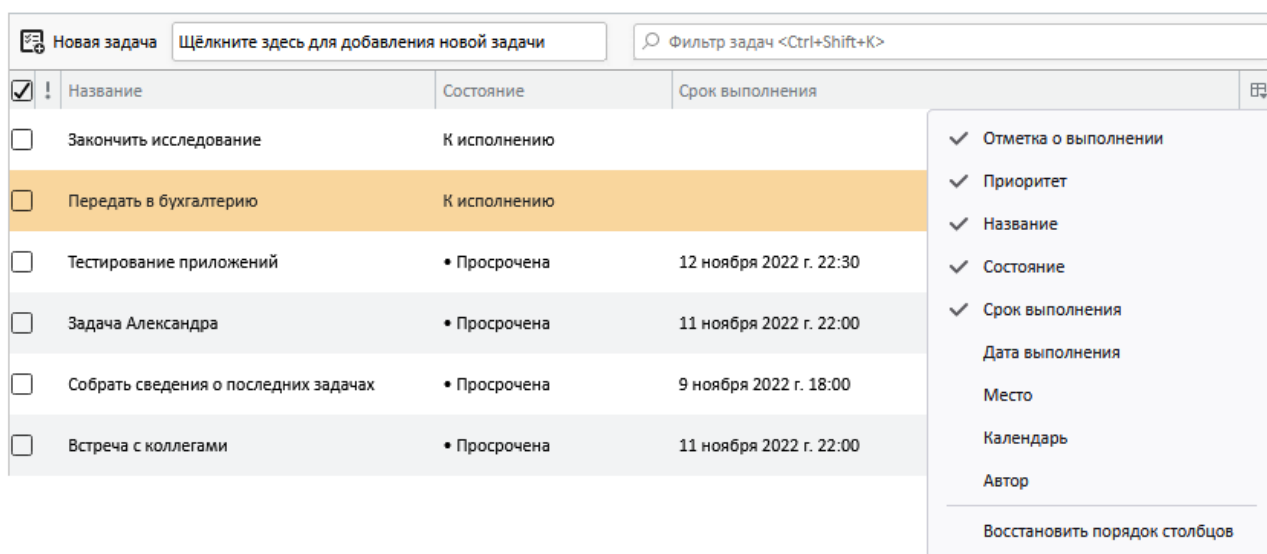 Новая задача Щёлкните здесь для добавления новой задачи Фильтр задач <Ctrl+Shift+K>
! Название Состояние Срок выполнения
Закончить исследование К исполнению
Передать в бухгалтерию К исполнению
Тестирование приложений • Просрочена 12 ноября 2022 г. 22:30
Задача Александра • Просрочена 11 ноября 2022 г. 22:00
Собрать сведения о последних задачах • Просрочена 9 ноября 2022 г. 18:00
Встреча с коллегами • Просрочена 11 ноября 2022 г. 22:00
Отметка о выполнении
Приоритет
Название
Состояние
Срок выполнения
Дата выполнения
Место
Календарь
Автор
Восстановить порядок столбцов